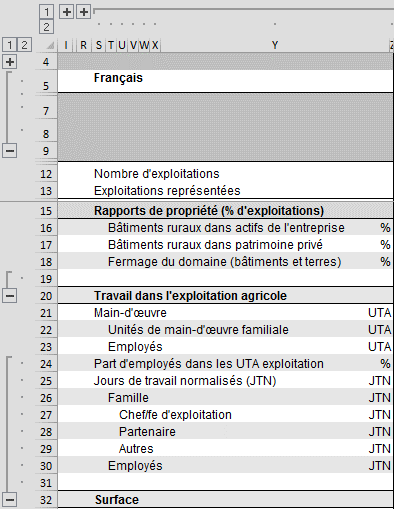 1
2
1 2 I R S T U V W X Y Z
4
5 Français
7
8
9
12 Nombre d'exploitations
13 Exploitations représentées
15 Rapports de propriété (% d'exploitations)
16 Bâtiments ruraux dans actifs de l'entreprise %
17 Bâtiments ruraux dans patrimoine privé %
18 Fermage du domaine (bâtiments et terres) %
19
20 Travail dans l'exploitation agricole
21 Main-d'œuvre UTA
22 Unités de main-d'œuvre familiale UTA
23 Employés UTA
24 Part d'employés dans les UTA exploitation %
25 Jours de travail normalisés (JTN) JTN
26 Famille JTN
27 Chef/fe d'exploitation JTN
28 Partenaire JTN
29 Autres JTN
30 Employés JTN
31
32 Surface